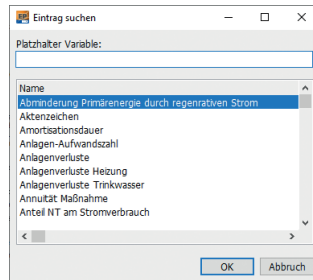 EP Eintrag suchen
Platzhalter Variable:
Name
Abminderung Primärenergie durch regenrativen Strom
Aktenzeichen
Amortisationsdauer
Anlagen-Aufwandszahl
Anlagenverluste
Anlagenverluste Heizung
Anlagenverluste Trinkwasser
Annuität Maßnahme
Anteil NT am Stromverbrauch
OK Abbruch